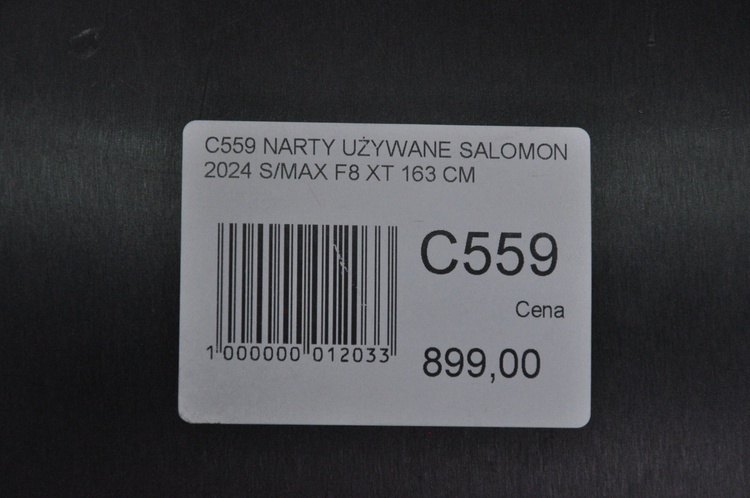 C559 NARTY UŻYWANE SALOMON
2024 S/MAX F8 XT 163 CM
C559
Cena
899,00
1 000000 012033